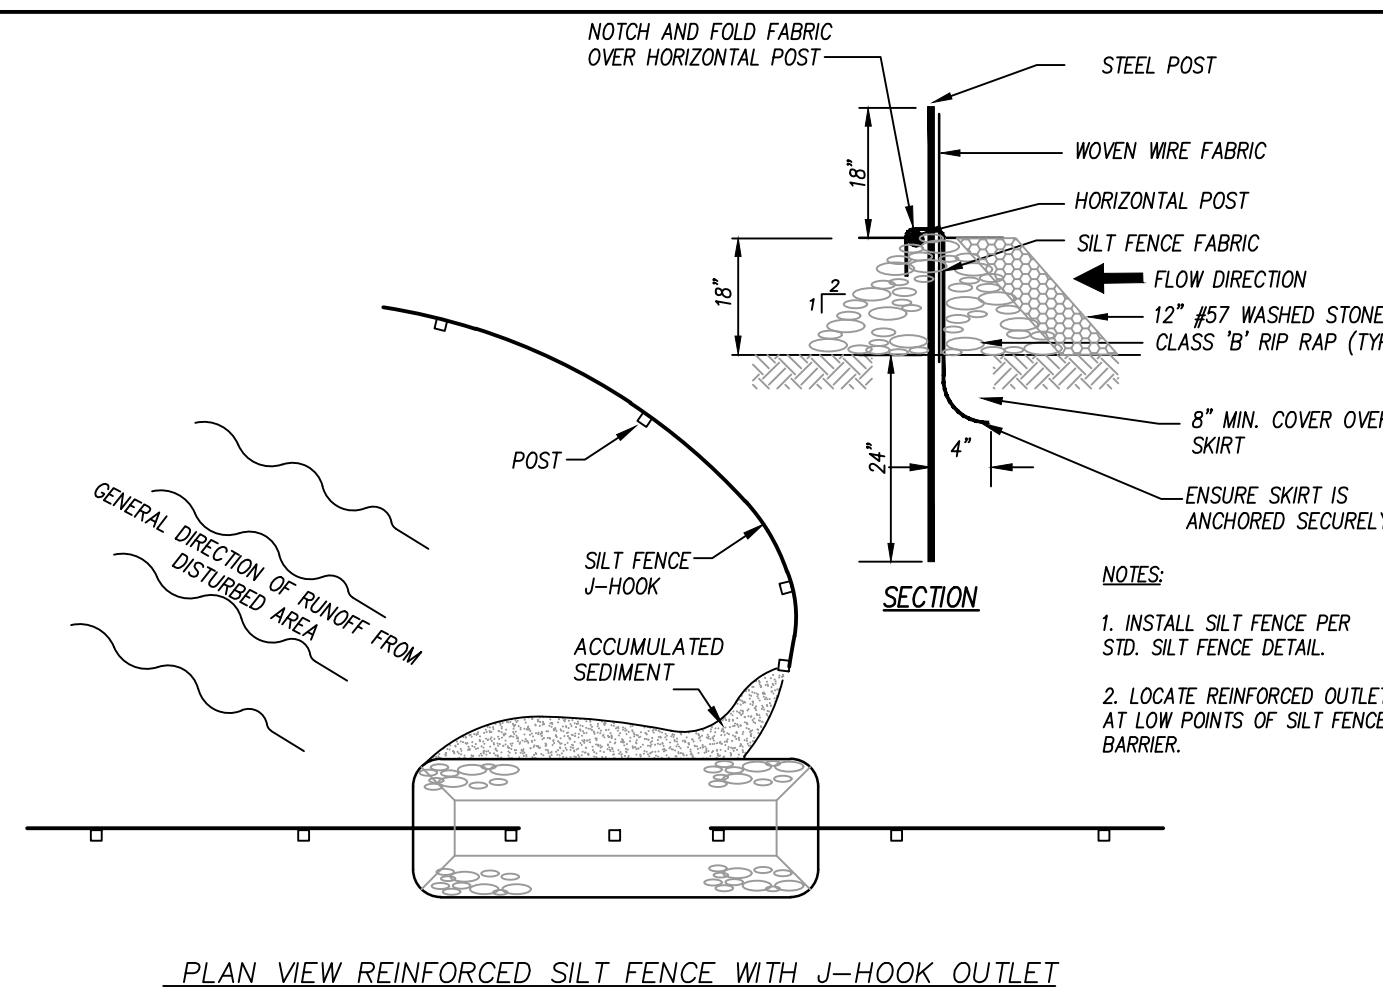 NOTCH AND FOLD FABRIC
OVER HORIZONTAL POST
STEEL POST
18"
WOVEN WIRE FABRIC
HORIZONTAL POST
SILT FENCE FABRIC
18"
2
1
FLOW DIRECTION
12" #57 WASHED STONE
CLASS 'B' RIP RAP (TYP
8" MIN. COVER OVER
SKIRT
24"
4"
ENSURE SKIRT IS
ANCHORED SECURELY
SECTION
POST
SILT FENCE
J-HOOK
GENERAL DIRECTION OF RUNOFF FROM
DISTURBED AREA
ACCUMULATED
SEDIMENT
NOTES:
1. INSTALL SILT FENCE PER
STD. SILT FENCE DETAIL.
2. LOCATE REINFORCED OUTLET
AT LOW POINTS OF SILT FENCE
BARRIER.
PLAN VIEW REINFORCED SILT FENCE WITH J-HOOK OUTLET